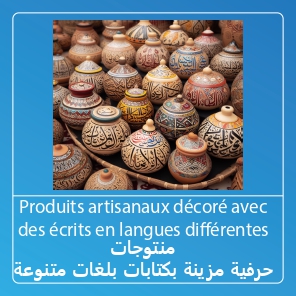 Produits artisanaux décoré avec
des écrits en langues différentes
منتوجات
حرفية مزينة بكتابات بلغات متنوعة